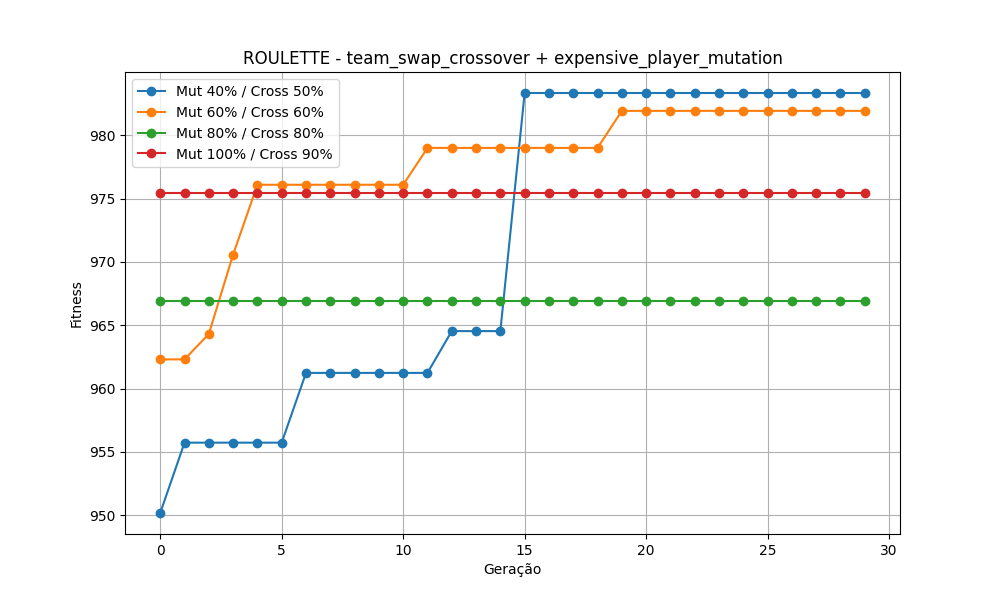 ROULETTE - team_swap_crossover + expensive_player_mutation
Mut 40% / Cross 50%
Mut 60% / Cross 60%
Mut 80% / Cross 80%
Mut 100% / Cross 90%
Fitness
980
975
970
965
960
955
950
0 5 10 15 20 25 30
Geração